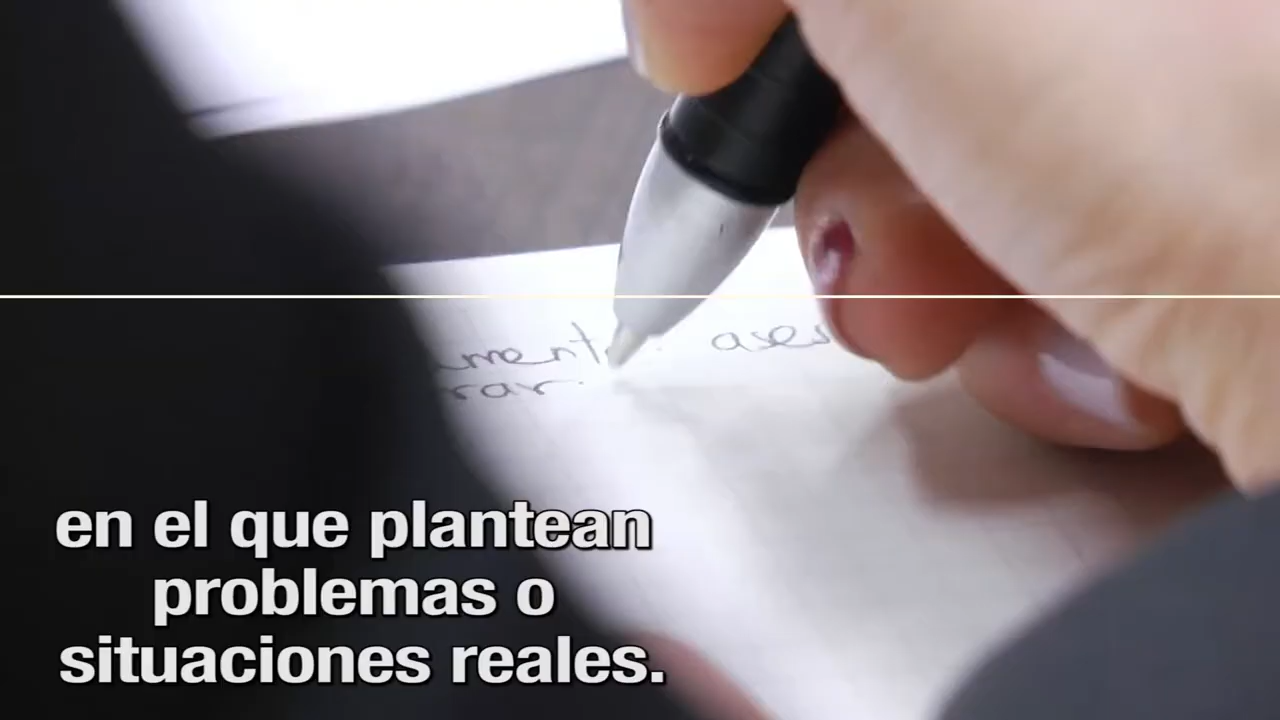 en el que plantean
problemas o
situaciones reales.